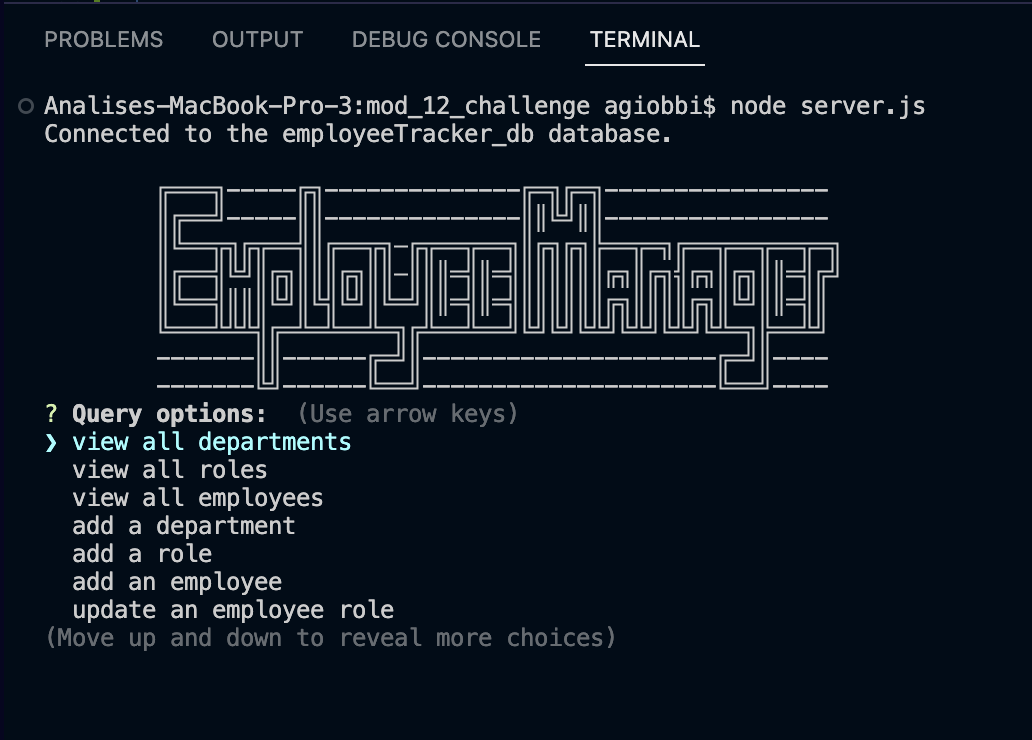 PROBLEMS OUTPUT DEBUG CONSOLE TERMINAL
Analises-MacBook-Pro-3:mod_12_challenge agiobbi$ node server.js
Connected to the employeeTracker_db database.
Employee Manager
? Query options: (Use arrow keys)
❯ view all departments
view all roles
view all employees
add a department
add a role
add an employee
update an employee role
(Move up and down to reveal more choices)